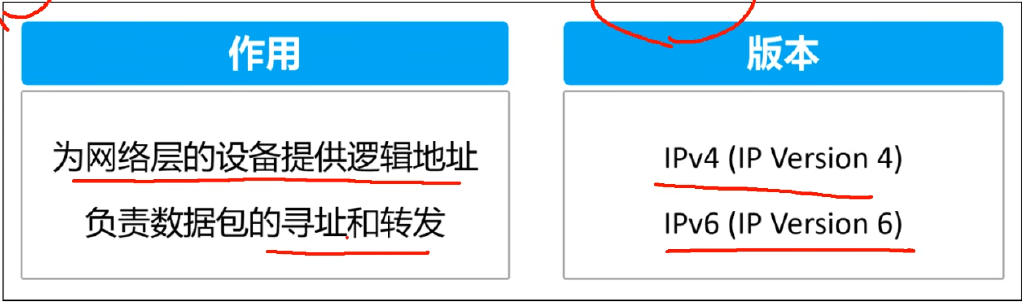 作用
为网络层的设备提供逻辑地址
负责数据包的寻址和转发
版本
IPv4 (IP Version 4)
IPv6 (IP Version 6)